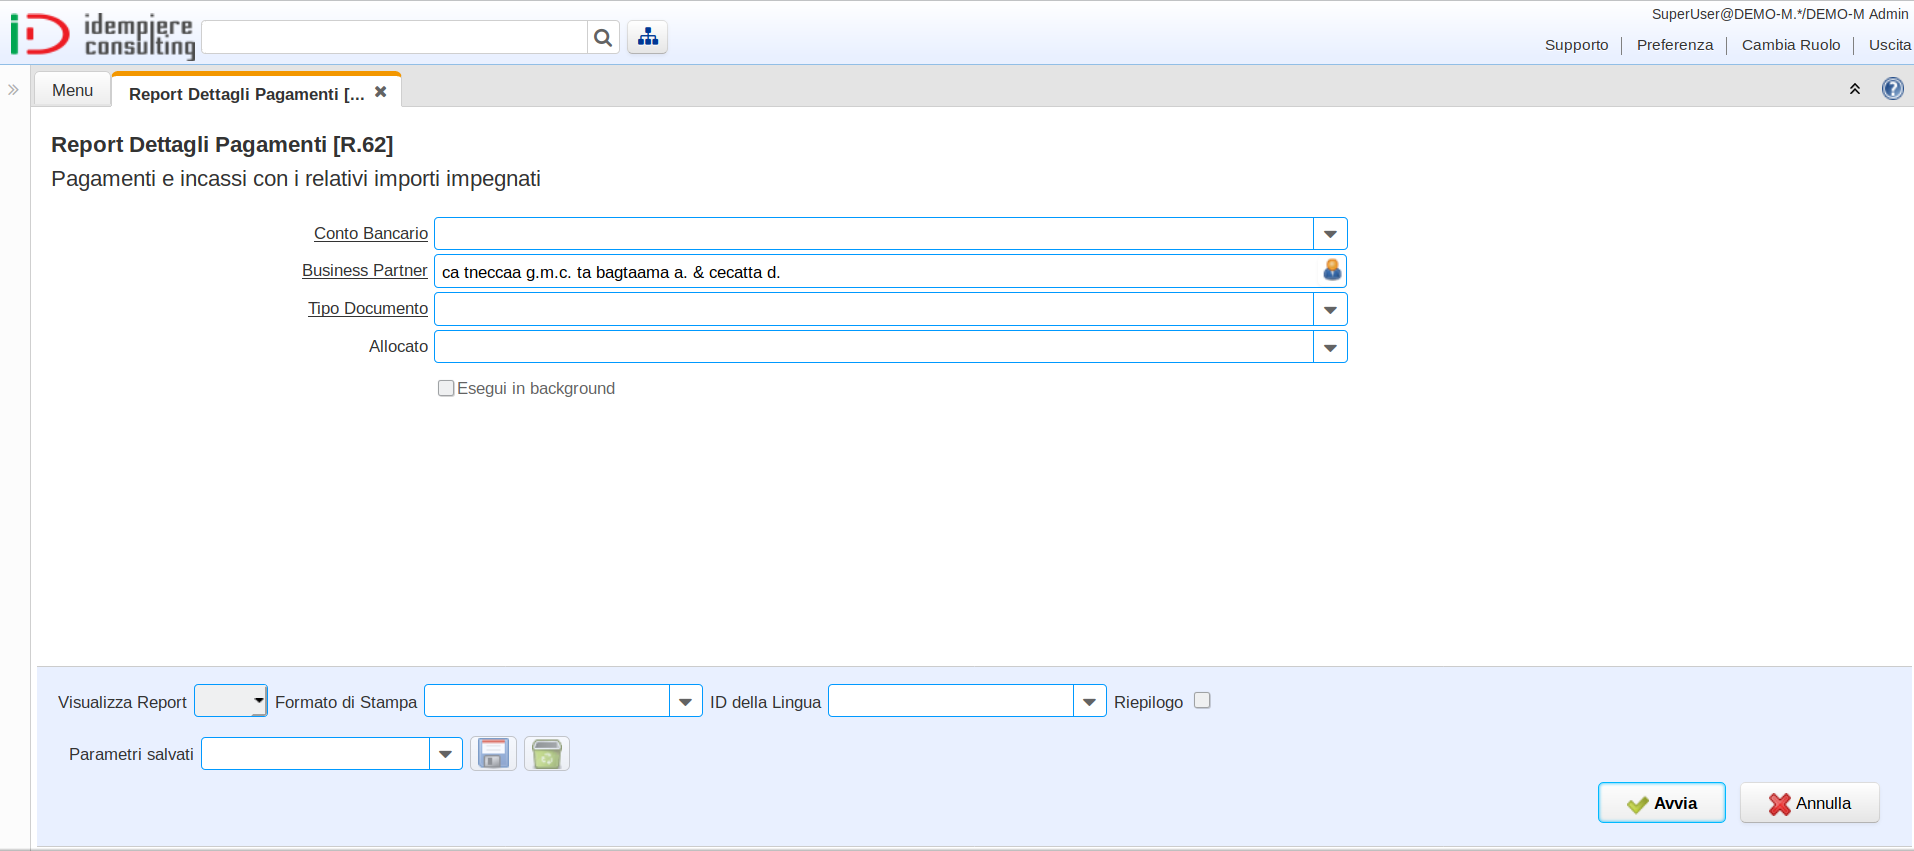 idempiere
consulting
SuperUser@DEMO-M.*/DEMO-M Admin
Supporto
Preferenza
Cambia Ruolo
Uscita
Menu
Report Dettagli Pagamenti [...
Report Dettagli Pagamenti [R.62]
Pagamenti e incassi con i relativi importi impegnati
Conto Bancario
Business Partner ca tneccaa g.m.c. ta bagtaama a. & cecatta d.
Tipo Documento
Allocato
Esegui in background
Visualizza Report Formato di Stampa ID della Lingua Riepilogo
Parametri salvati
Avvia Annulla